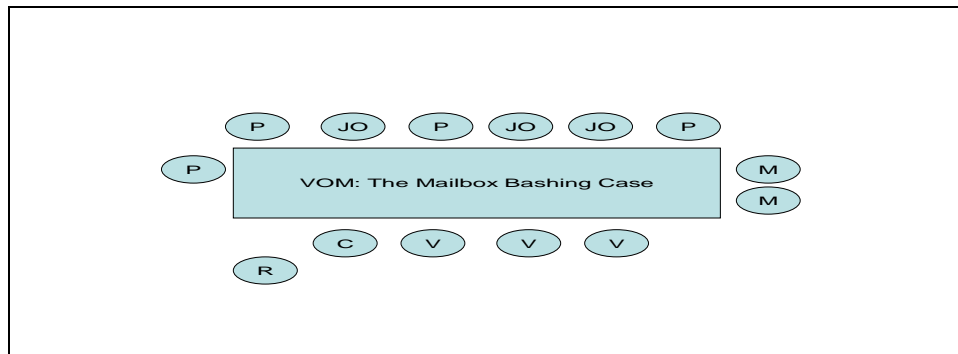 P JO P JO JO P
P
VOM: The Mailbox Bashing Case
M
M
C V V V
R